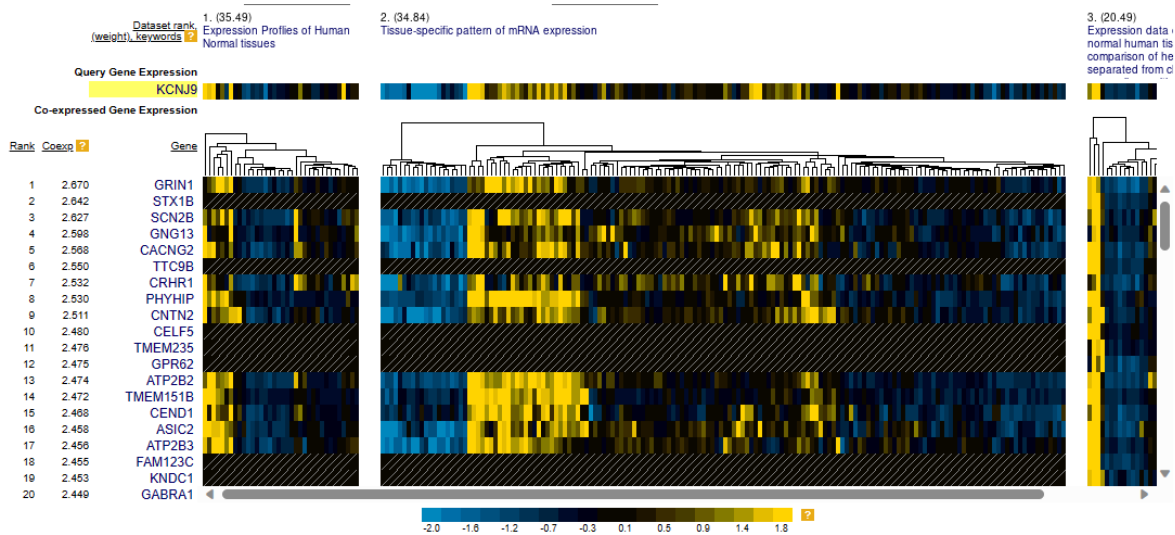 1. (35.49)
2. (34.84)
3. (20.49)
Dataset rank,
(weight), keywords ?
Expression Proflies of Human
Normal tissues
Tissue-specific pattern of mRNA expression
Expression data
normal human tis
comparison of he
separated from
Query Gene Expression
KCNJ9
Co-expressed Gene Expression
Rank Coexp ? Gene
1 2.670 GRIN1
2 2.642 STX1B
3 2.627 SCN2B
4 2.598 GNG13
5 2.568 CACNG2
6 2.550 TTC9B
7 2.532 CRHR1
8 2.530 PHYHIP
9 2.511 CNTN2
10 2.480 CELF5
11 2.476 TMEM235
12 2.475 GPR62
13 2.474 ATP2B2
14 2.472 TMEM151B
15 2.468 CEND1
16 2.458 ASIC2
17 2.456 ATP2B3
18 2.455 FAM123C
19 2.453 KNDC1
20 2.449 GABRA1
?
-2.0 -1.6 -1.2 -0.7 -0.3 0.1 0.5 0.9 1.4 1.8